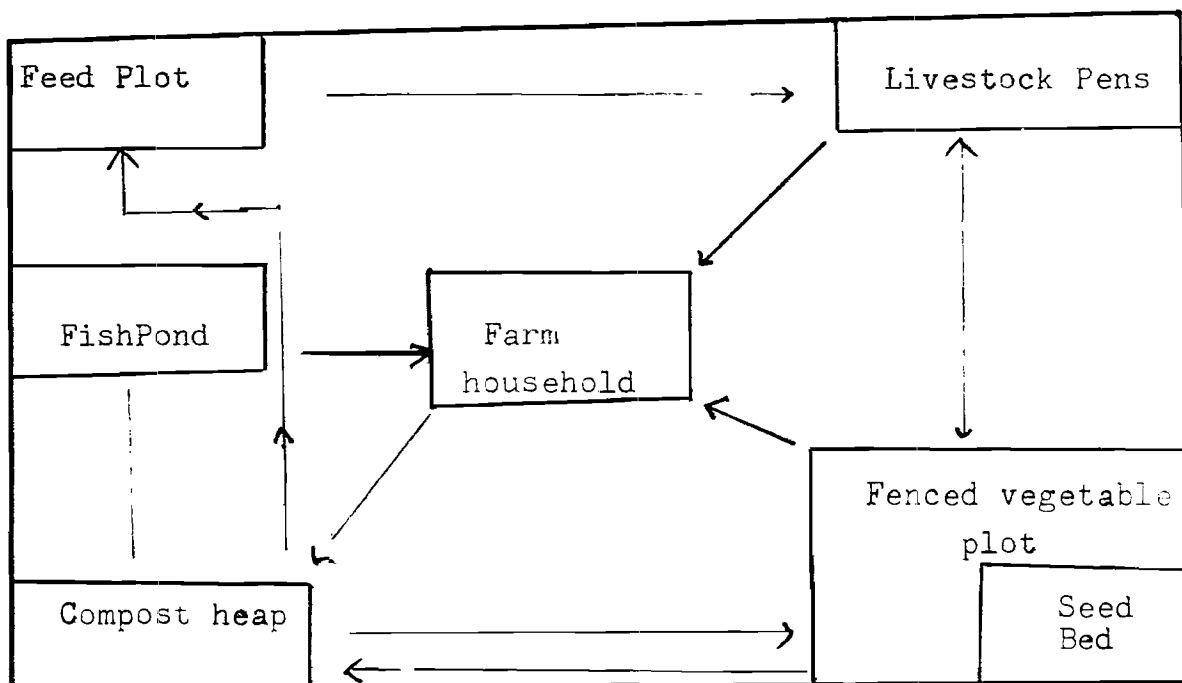 Feed Plot
Livestock Pens
FishPond
Farm
household
Fenced vegetable
plot
Compost heap
Seed
Bed